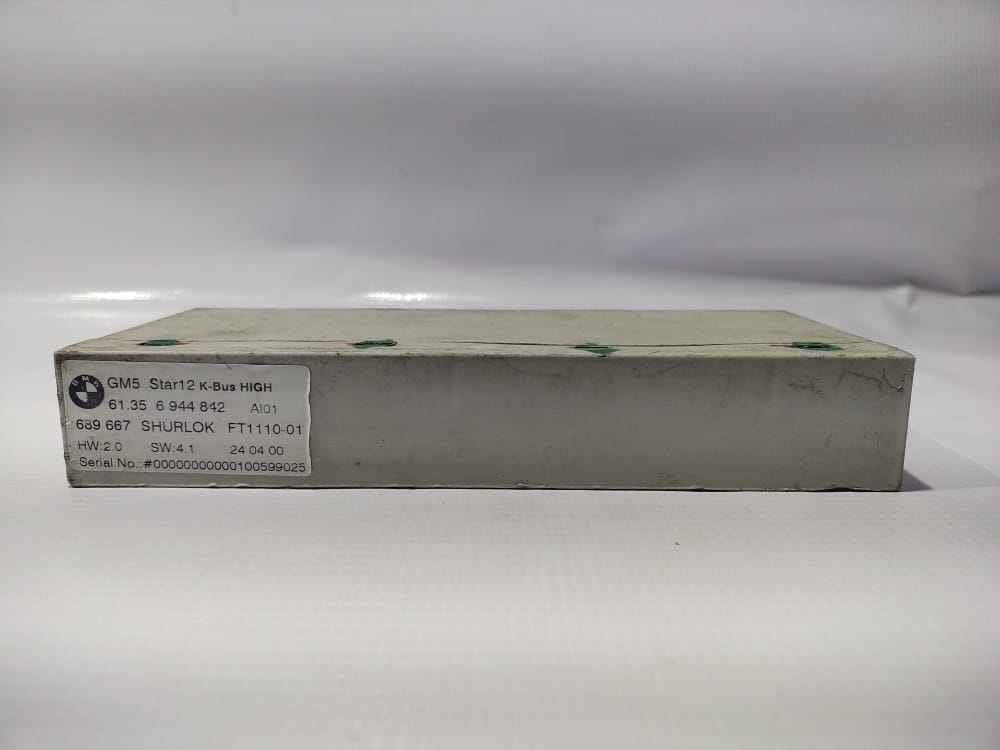 BMW
GM5 Star12 K-Bus HIGH
61.35 6 944 842 AI01
689 667 SHURLOK FT1110-01
HW:2.0 SW:4.1 24 04 00
Serial No.:#00000000000100599025